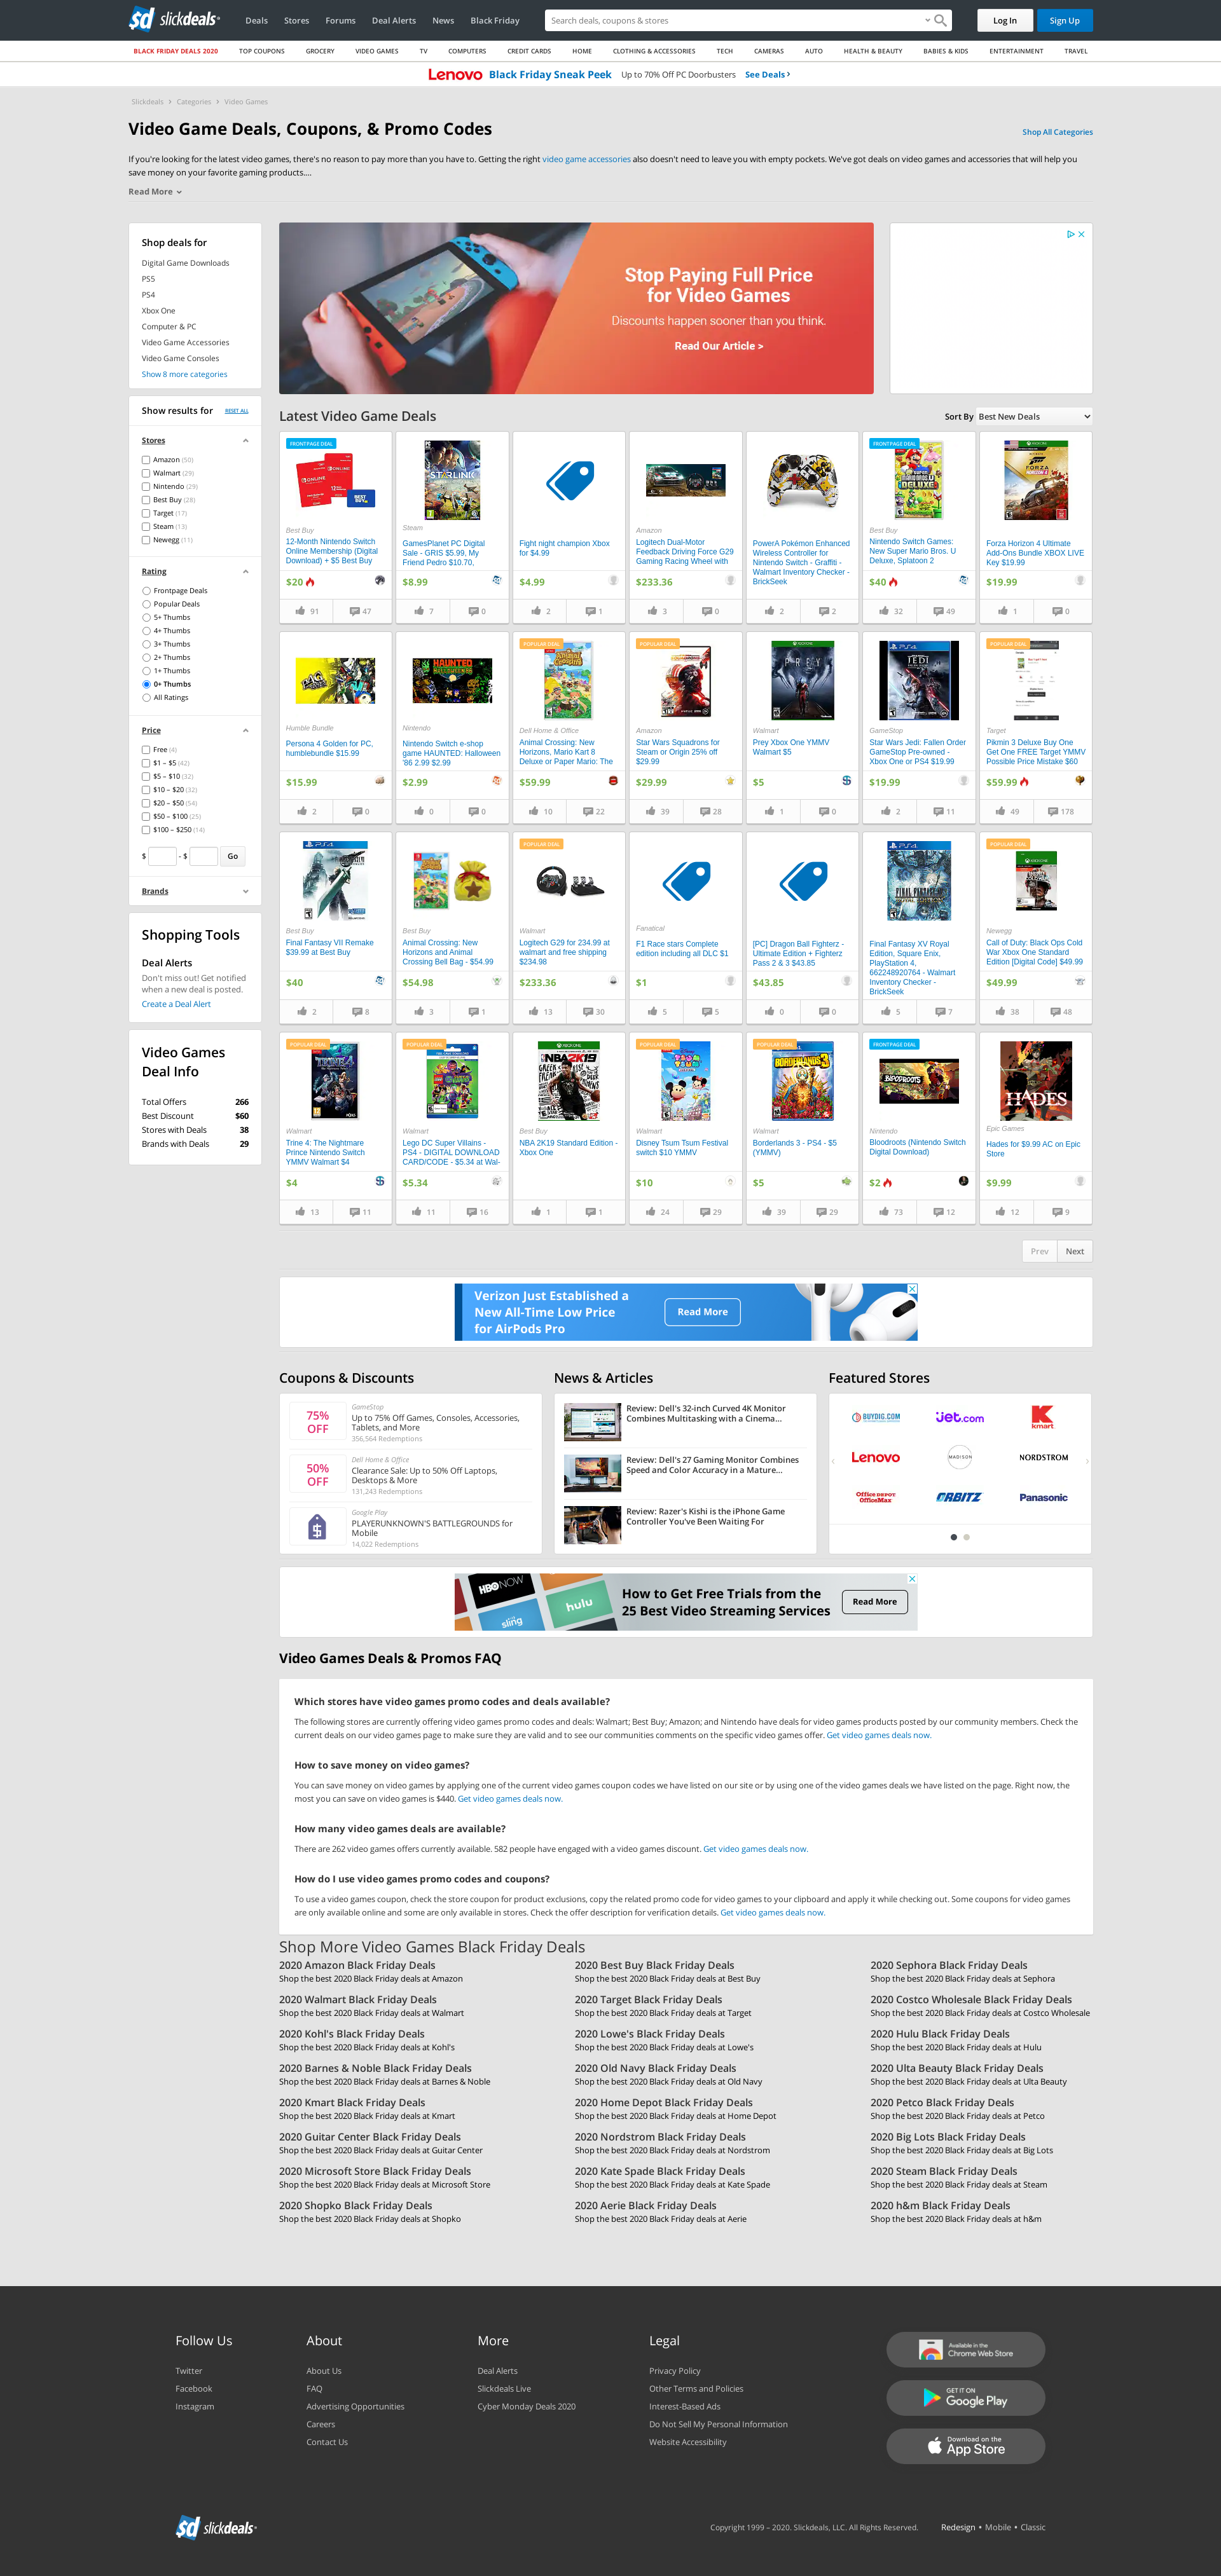 slickdeals
Deals Stores Forums Deal Alerts News Black Friday
Search deals, coupons & stores
Log In Sign Up
BLACK FRIDAY DEALS 2020 TOP COUPONS GROCERY VIDEO GAMES TV COMPUTERS CREDIT CARDS HOME CLOTHING & ACCESSORIES TECH CAMERAS AUTO HEALTH & BEAUTY BABIES & KIDS ENTERTAINMENT TRAVEL
Lenovo Black Friday Sneak Peek Up to 70% Off PC Doorbusters See Deals
Slickdeals Categories Video Games
Video Game Deals, Coupons, & Promo Codes
Shop All Categories
If you're looking for the latest video games, there's no reason to pay more than you have to. Getting the right video game accessories also doesn't need to leave you with empty pockets. We've got deals on video games and accessories that will help you
save money on your favorite gaming products....
Read More
Shop deals for
Digital Game Downloads
PS5
PS4
Xbox One
Computer & PC
Video Game Accessories
Video Game Consoles
Show 8 more categories
Stop Paying Full Price
for Video Games
Discounts happen sooner than you think.
Read Our Article >
Show results for RESET ALL
Stores
Amazon (50)
Walmart (29)
Nintendo (29)
Best Buy (28)
Target (17)
Steam (13)
Newegg (11)
Rating
Frontpage Deals
Popular Deals
5+ Thumbs
4+ Thumbs
3+ Thumbs
2+ Thumbs
1+ Thumbs
0+ Thumbs
All Ratings
Price
Free (4)
$1 – $5 (42)
$5 – $10 (32)
$10 – $20 (32)
$20 – $50 (54)
$50 – $100 (25)
$100 – $250 (14)
$ - $ Go
Brands
Shopping Tools
Deal Alerts
Don't miss out! Get notified
when a new deal is posted.
Create a Deal Alert
Video Games
Deal Info
Total Offers 266
Best Discount $60
Stores with Deals 38
Brands with Deals 29
Latest Video Game Deals
Sort By Best New Deals
FRONTPAGE DEAL
Best Buy
12-Month Nintendo Switch
Online Membership (Digital
Download) + $5 Best Buy
$20
91 47
STARLINK
Steam
GamesPlanet PC Digital
Sale - GRIS $5.99, My
Friend Pedro $10.70,
$8.99
7 0
Fight night champion Xbox
for $4.99
$4.99
2 1
Amazon
Logitech Dual-Motor
Feedback Driving Force G29
Gaming Racing Wheel with
$233.36
3 0
PowerA Pokémon Enhanced
Wireless Controller for
Nintendo Switch - Graffiti -
Walmart Inventory Checker -
BrickSeek
2 2
FRONTPAGE DEAL
Best Buy
Nintendo Switch Games:
New Super Mario Bros. U
Deluxe, Splatoon 2
$40
32 49
FORZA
Forza Horizon 4 Ultimate
Add-Ons Bundle XBOX LIVE
Key $19.99
$19.99
1 0
Humble Bundle
Persona 4 Golden for PC,
humblebundle $15.99
$15.99
2 0
HAUNTED
Nintendo
Nintendo Switch e-shop
game HAUNTED: Halloween
'86 2.99 $2.99
$2.99
0 0
POPULAR DEAL
Dell Home & Office
Animal Crossing: New
Horizons, Mario Kart 8
Deluxe or Paper Mario: The
$59.99
10 22
POPULAR DEAL
Amazon
Star Wars Squadrons for
Steam or Origin 25% off
$29.99
$29.99
39 28
PREY
Walmart
Prey Xbox One YMMV
Walmart $5
$5
1 0
PS4
JEDI
GameStop
Star Wars Jedi: Fallen Order
GameStop Pre-owned -
Xbox One or PS4 $19.99
$19.99
2 11
POPULAR DEAL
Target
Pikmin 3 Deluxe Buy One
Get One FREE Target YMMV
Possible Price Mistake $60
$59.99
49 178
PS4
Best Buy
Final Fantasy VII Remake
$39.99 at Best Buy
$40
2 8
Best Buy
Animal Crossing: New
Horizons and Animal
Crossing Bell Bag - $54.99
$54.98
3 1
POPULAR DEAL
Walmart
Logitech G29 for 234.99 at
walmart and free shipping
$234.98
$233.36
13 30
Fanatical
F1 Race stars Complete
edition including all DLC $1
$1
5 5
[PC] Dragon Ball Fighterz -
Ultimate Edition + Fighterz
Pass 2 & 3 $43.85
$43.85
0 0
PS4
Final Fantasy XV Royal
Edition, Square Enix,
PlayStation 4,
662248920764 - Walmart
Inventory Checker -
BrickSeek
5 7
POPULAR DEAL
Newegg
Call of Duty: Black Ops Cold
War Xbox One Standard
Edition [Digital Code] $49.99
$49.99
38 48
POPULAR DEAL
Walmart
Trine 4: The Nightmare
Prince Nintendo Switch
YMMV Walmart $4
$4
13 11
POPULAR DEAL
Walmart
Lego DC Super Villains -
PS4 - DIGITAL DOWNLOAD
CARD/CODE - $5.34 at Wal-
$5.34
11 16
NBA2K19
Best Buy
NBA 2K19 Standard Edition -
Xbox One
1 1
POPULAR DEAL
Walmart
Disney Tsum Tsum Festival
switch $10 YMMV
$10
24 29
POPULAR DEAL
BORDERLANDS 3
Walmart
Borderlands 3 - PS4 - $5
(YMMV)
$5
39 29
FRONTPAGE DEAL
BLOODROOTS
Nintendo
Bloodroots (Nintendo Switch
Digital Download)
$2
73 12
HADES
Epic Games
Hades for $9.99 AC on Epic
Store
$9.99
12 9
Prev Next
Verizon Just Established a
New All-Time Low Price
for AirPods Pro
Read More
Coupons & Discounts
75%
OFF
GameStop
Up to 75% Off Games, Consoles, Accessories,
Tablets, and More
356,564 Redemptions
50%
OFF
Dell Home & Office
Clearance Sale: Up to 50% Off Laptops,
Desktops & More
131,243 Redemptions
Google Play
PLAYERUNKNOWN'S BATTLEGROUNDS for
Mobile
14,022 Redemptions
News & Articles
Review: Dell's 32-inch Curved 4K Monitor
Combines Multitasking with a Cinema...
Review: Dell's 27 Gaming Monitor Combines
Speed and Color Accuracy in a Mature...
Review: Razer's Kishi is the iPhone Game
Controller You've Been Waiting For
Featured Stores
BUYDIG.COM jet.com kmart
Lenovo MADISON NORDSTROM
Office DEPOT OfficeMax ORBITZ Panasonic
HBO NOW
hulu
sling
How to Get Free Trials from the
25 Best Video Streaming Services
Read More
Video Games Deals & Promos FAQ
Which stores have video games promo codes and deals available?
The following stores are currently offering video games promo codes and deals: Walmart; Best Buy; Amazon; and Nintendo have deals for video games products posted by our community members. Check the
current deals on our video games page to make sure they are valid and to see our communities comments on the specific video games offer. Get video games deals now.
How to save money on video games?
You can save money on video games by applying one of the current video games coupon codes we have listed on our site or by using one of the video games deals we have listed on the page. Right now, the
most you can save on video games is $440. Get video games deals now.
How many video games deals are available?
There are 262 video games offers currently available. 582 people have engaged with a video games discount. Get video games deals now.
How do I use video games promo codes and coupons?
To use a video games coupon, check the store coupon for product exclusions, copy the related promo code for video games to your clipboard and apply it while checking out. Some coupons for video games
are only available online and some are only available in stores. Check the offer description for verification details. Get video games deals now.
Shop More Video Games Black Friday Deals
2020 Amazon Black Friday Deals
Shop the best 2020 Black Friday deals at Amazon
2020 Best Buy Black Friday Deals
Shop the best 2020 Black Friday deals at Best Buy
2020 Sephora Black Friday Deals
Shop the best 2020 Black Friday deals at Sephora
2020 Walmart Black Friday Deals
Shop the best 2020 Black Friday deals at Walmart
2020 Target Black Friday Deals
Shop the best 2020 Black Friday deals at Target
2020 Costco Wholesale Black Friday Deals
Shop the best 2020 Black Friday deals at Costco Wholesale
2020 Kohl's Black Friday Deals
Shop the best 2020 Black Friday deals at Kohl's
2020 Lowe's Black Friday Deals
Shop the best 2020 Black Friday deals at Lowe's
2020 Hulu Black Friday Deals
Shop the best 2020 Black Friday deals at Hulu
2020 Barnes & Noble Black Friday Deals
Shop the best 2020 Black Friday deals at Barnes & Noble
2020 Old Navy Black Friday Deals
Shop the best 2020 Black Friday deals at Old Navy
2020 Ulta Beauty Black Friday Deals
Shop the best 2020 Black Friday deals at Ulta Beauty
2020 Kmart Black Friday Deals
Shop the best 2020 Black Friday deals at Kmart
2020 Home Depot Black Friday Deals
Shop the best 2020 Black Friday deals at Home Depot
2020 Petco Black Friday Deals
Shop the best 2020 Black Friday deals at Petco
2020 Guitar Center Black Friday Deals
Shop the best 2020 Black Friday deals at Guitar Center
2020 Nordstrom Black Friday Deals
Shop the best 2020 Black Friday deals at Nordstrom
2020 Big Lots Black Friday Deals
Shop the best 2020 Black Friday deals at Big Lots
2020 Microsoft Store Black Friday Deals
Shop the best 2020 Black Friday deals at Microsoft Store
2020 Kate Spade Black Friday Deals
Shop the best 2020 Black Friday deals at Kate Spade
2020 Steam Black Friday Deals
Shop the best 2020 Black Friday deals at Steam
2020 Shopko Black Friday Deals
Shop the best 2020 Black Friday deals at Shopko
2020 Aerie Black Friday Deals
Shop the best 2020 Black Friday deals at Aerie
2020 h&m Black Friday Deals
Shop the best 2020 Black Friday deals at h&m
Follow Us
Twitter
Facebook
Instagram
About
About Us
FAQ
Advertising Opportunities
Careers
Contact Us
More
Deal Alerts
Slickdeals Live
Cyber Monday Deals 2020
Legal
Privacy Policy
Other Terms and Policies
Interest-Based Ads
Do Not Sell My Personal Information
Website Accessibility
Available in the
Chrome Web Store
GET IT ON
Google Play
Download on the
App Store
slickdeals
Copyright 1999 – 2020. Slickdeals, LLC. All Rights Reserved. Redesign • Mobile • Classic